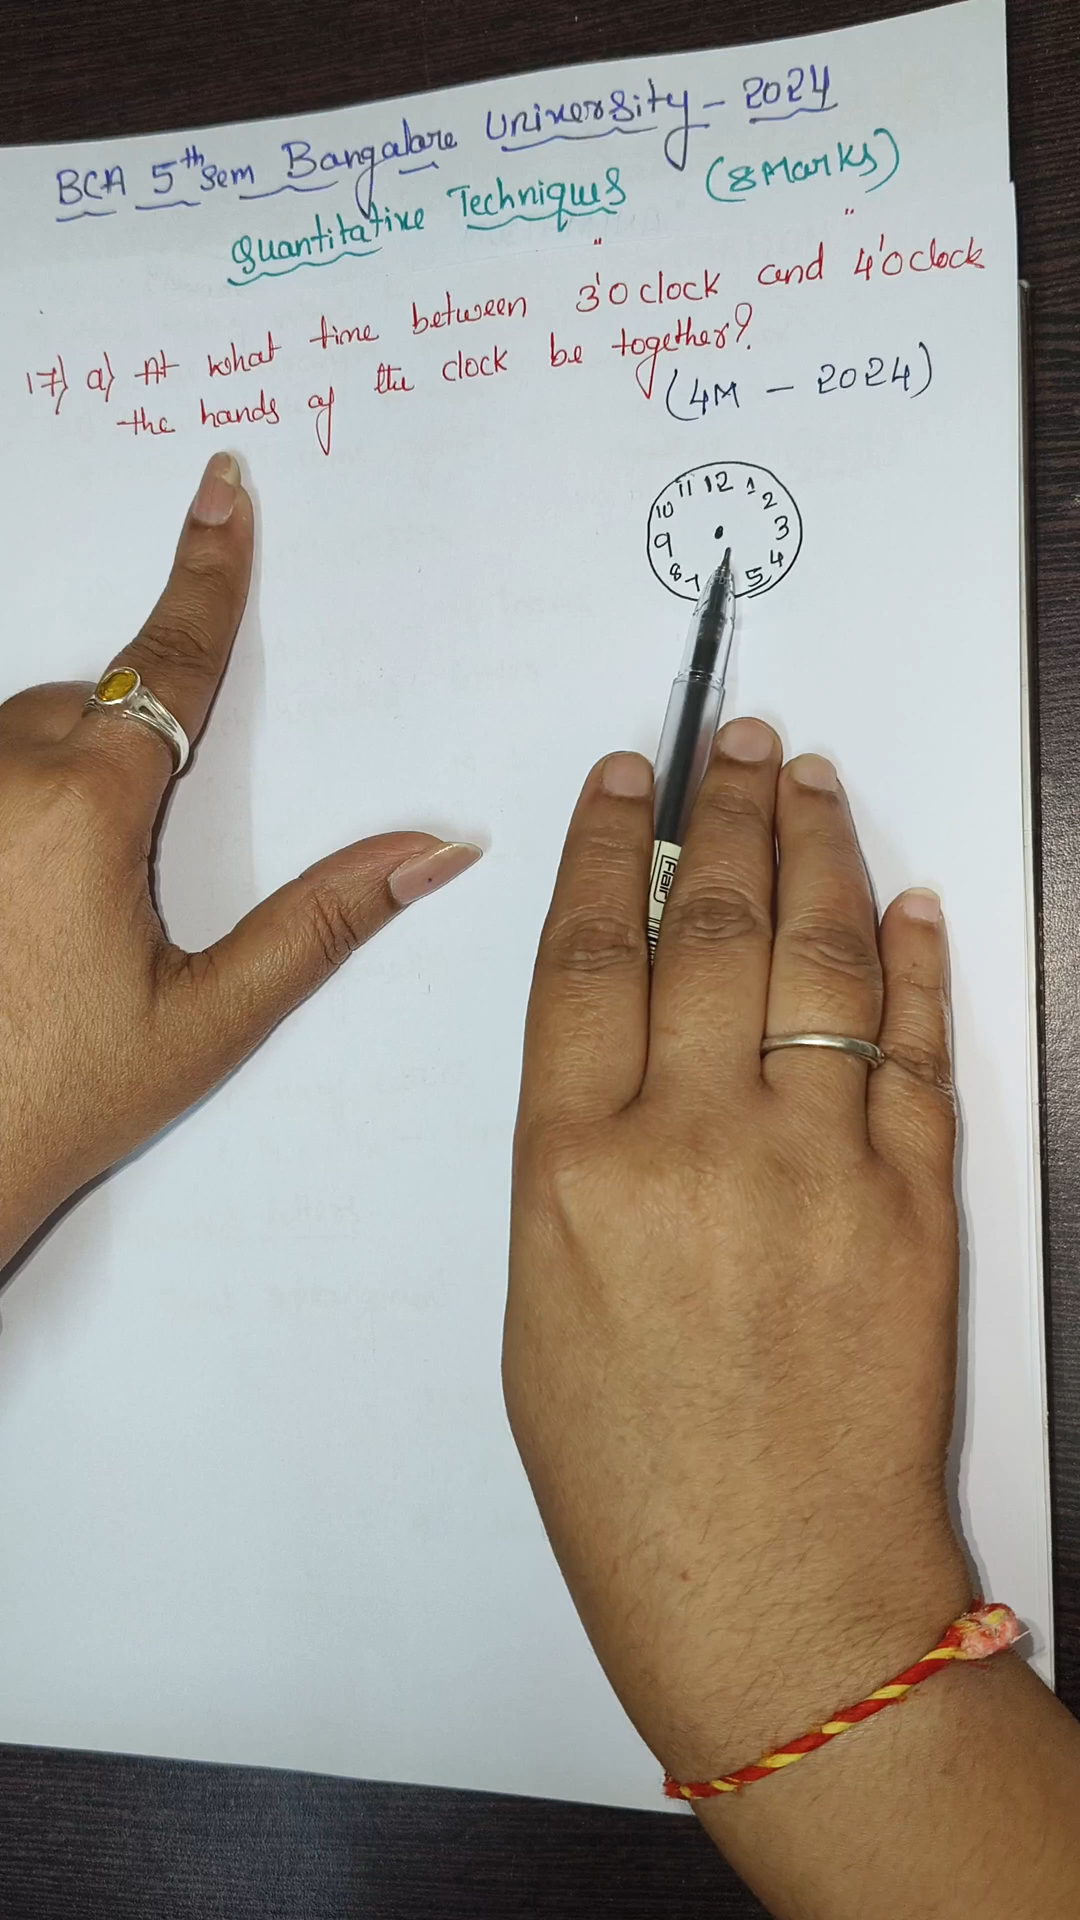 BCA 5th Sem Bangalore University - 2024
Quantitative Techniques (8 Marks)
17) a) At what time between 3'O clock and 4'O clock
the hands of the clock be together?
(4M - 2024)
11 12 1
10 2
9 3
8 4
7 5
Flair